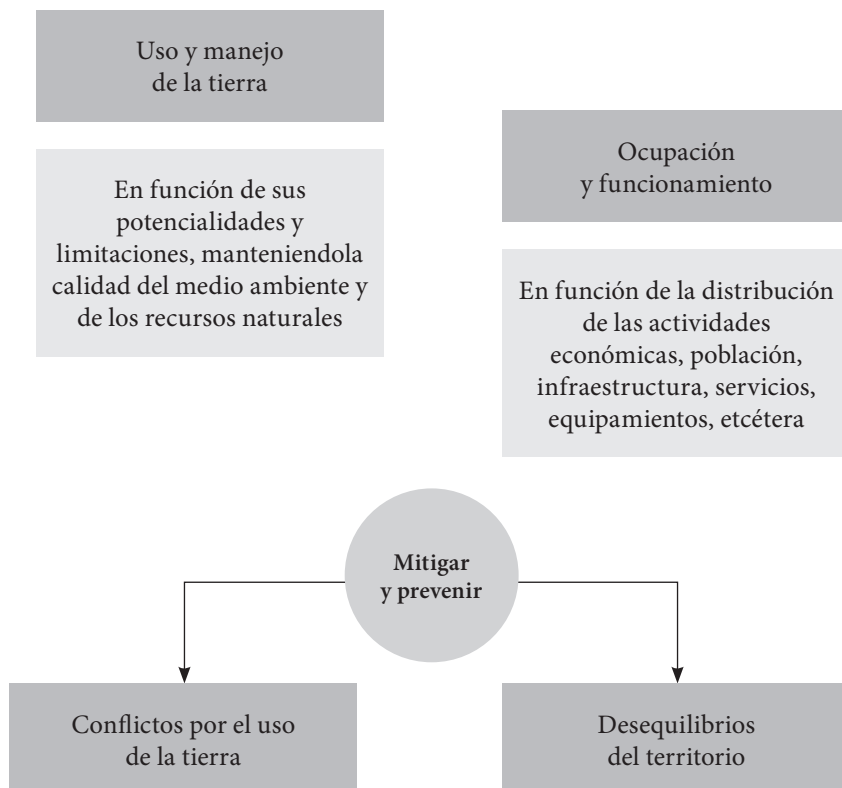 Uso y manejo
de la tierra
En función de sus
potencialidades y
limitaciones, manteniendola
calidad del medio ambiente y
de los recursos naturales
Ocupación
y funcionamiento
En función de la distribución
de las actividades
económicas, población,
infraestructura, servicios,
equipamientos, etcétera
Mitigar
y prevenir
Conflictos por el uso
de la tierra
Desequilibrios
del territorio